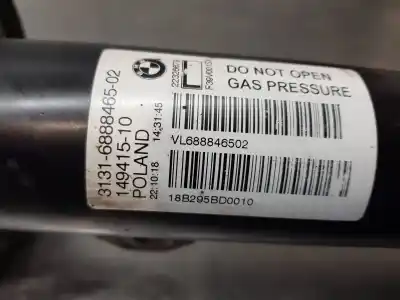 3131-6888465-02
149415-10
POLAND
22:10:18 14:31:45
DO NOT OPEN
GAS PRESSURE
VL688846502
18B295BD0010